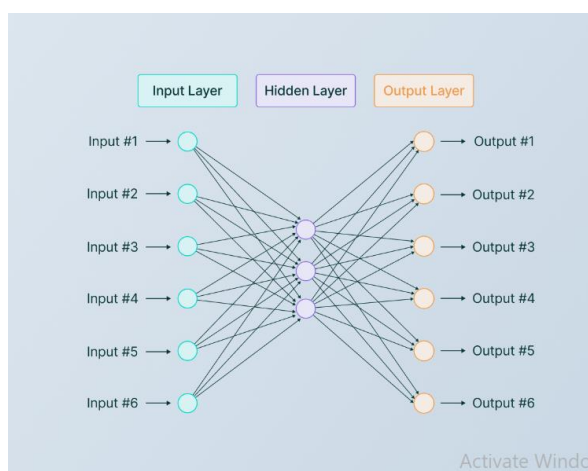 Input Layer Hidden Layer Output Layer
Input #1 Output #1
Input #2 Output #2
Input #3 Output #3
Input #4 Output #4
Input #5 Output #5
Input #6 Output #6
Activate Windo